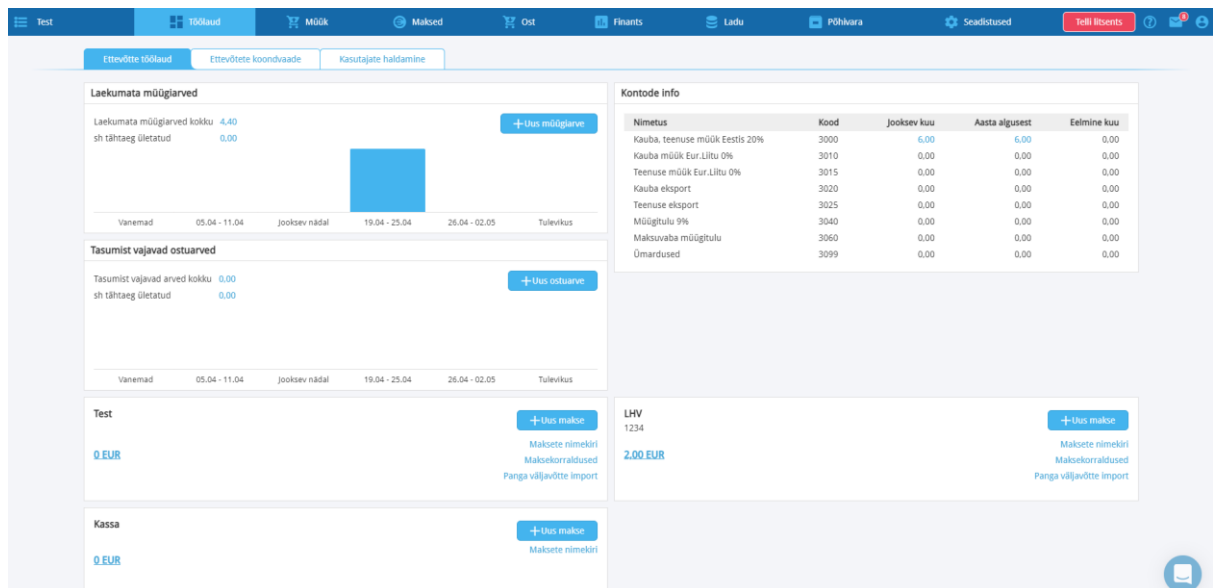 Test Töölaud Müük Maksed Ost Finants Ladu Põhivara Seadistused Telli litsents 8
Ettevõtte töölaud Ettevõtete koondvaade Kasutajate haldamine
Laekumata müügiarved
Laekumata müügiarved kokku 4,40 +Uus müügiarve
sh tähtaeg ületatud 0,00
Vanemad 05.04 - 11.04 Jooksev nädal 19.04 - 25.04 26.04 - 02.05 Tulevikus
Kontode info
Nimetus Kood Jooksev kuu Aasta algusest Eelmine kuu
Kauba, teenuse müük Eestis 20% 3000 6,00 6,00 0,00
Kauba müük Eur.Liitu 0% 3010 0,00 0,00 0,00
Teenuse müük Eur.Liitu 0% 3015 0,00 0,00 0,00
Kauba eksport 3020 0,00 0,00 0,00
Teenuse eksport 3025 0,00 0,00 0,00
Müügitulu 9% 3040 0,00 0,00 0,00
Maksuvaba müügitulu 3060 0,00 0,00 0,00
Ümardused 3099 0,00 0,00 0,00
Tasumist vajavad ostuarved
Tasumist vajavad arved kokku 0,00 +Uus ostuarve
sh tähtaeg ületatud 0,00
Vanemad 05.04 - 11.04 Jooksev nädal 19.04 - 25.04 26.04 - 02.05 Tulevikus
Test
+Uus makse
0 EUR
Maksete nimekiri
Maksekorraldused
Panga väljavõtte import
LHV
1234
+Uus makse
2,00 EUR
Maksete nimekiri
Maksekorraldused
Panga väljavõtte import
Kassa
+Uus makse
0 EUR
Maksete nimekiri